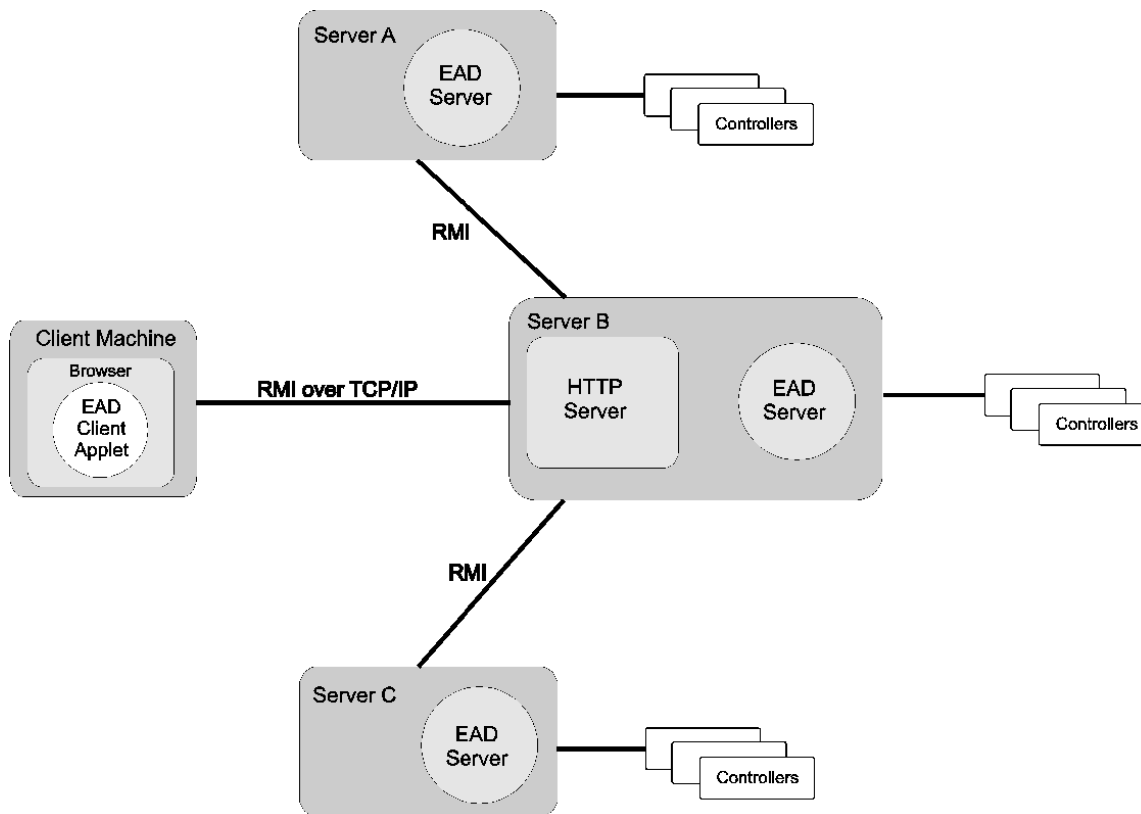 Server A
EAD
Server
Controllers
RMI
Server B
Client Machine
Browser
EAD
Client
Applet
RMI over TCP/IP
HTTP
Server
EAD
Server
Controllers
RMI
Server C
EAD
Server
Controllers